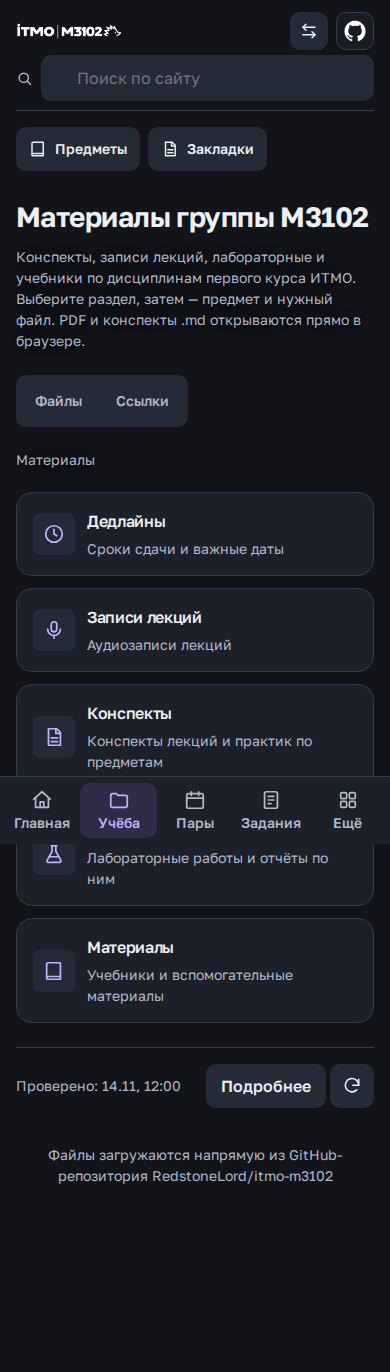 iTMO | M3102
Поиск по сайту
Предметы
Закладки
Материалы группы M3102
Конспекты, записи лекций, лабораторные и
учебники по дисциплинам первого курса ИТМО.
Выберите раздел, затем — предмет и нужный
файл. PDF и конспекты .md открываются прямо в
браузере.
Файлы
Ссылки
Материалы
Дедлайны
Сроки сдачи и важные даты
Записи лекций
Аудиозаписи лекций
Конспекты
Конспекты лекций и практик по
предметам
Главная
Учёба
Пары
Задания
Ещё
Лабораторные работы и отчёты по
ним
Материалы
Учебники и вспомогательные
материалы
Проверено: 14.11, 12:00
Подробнее
Файлы загружаются напрямую из GitHub-
репозитория RedstoneLord/itmo-m3102